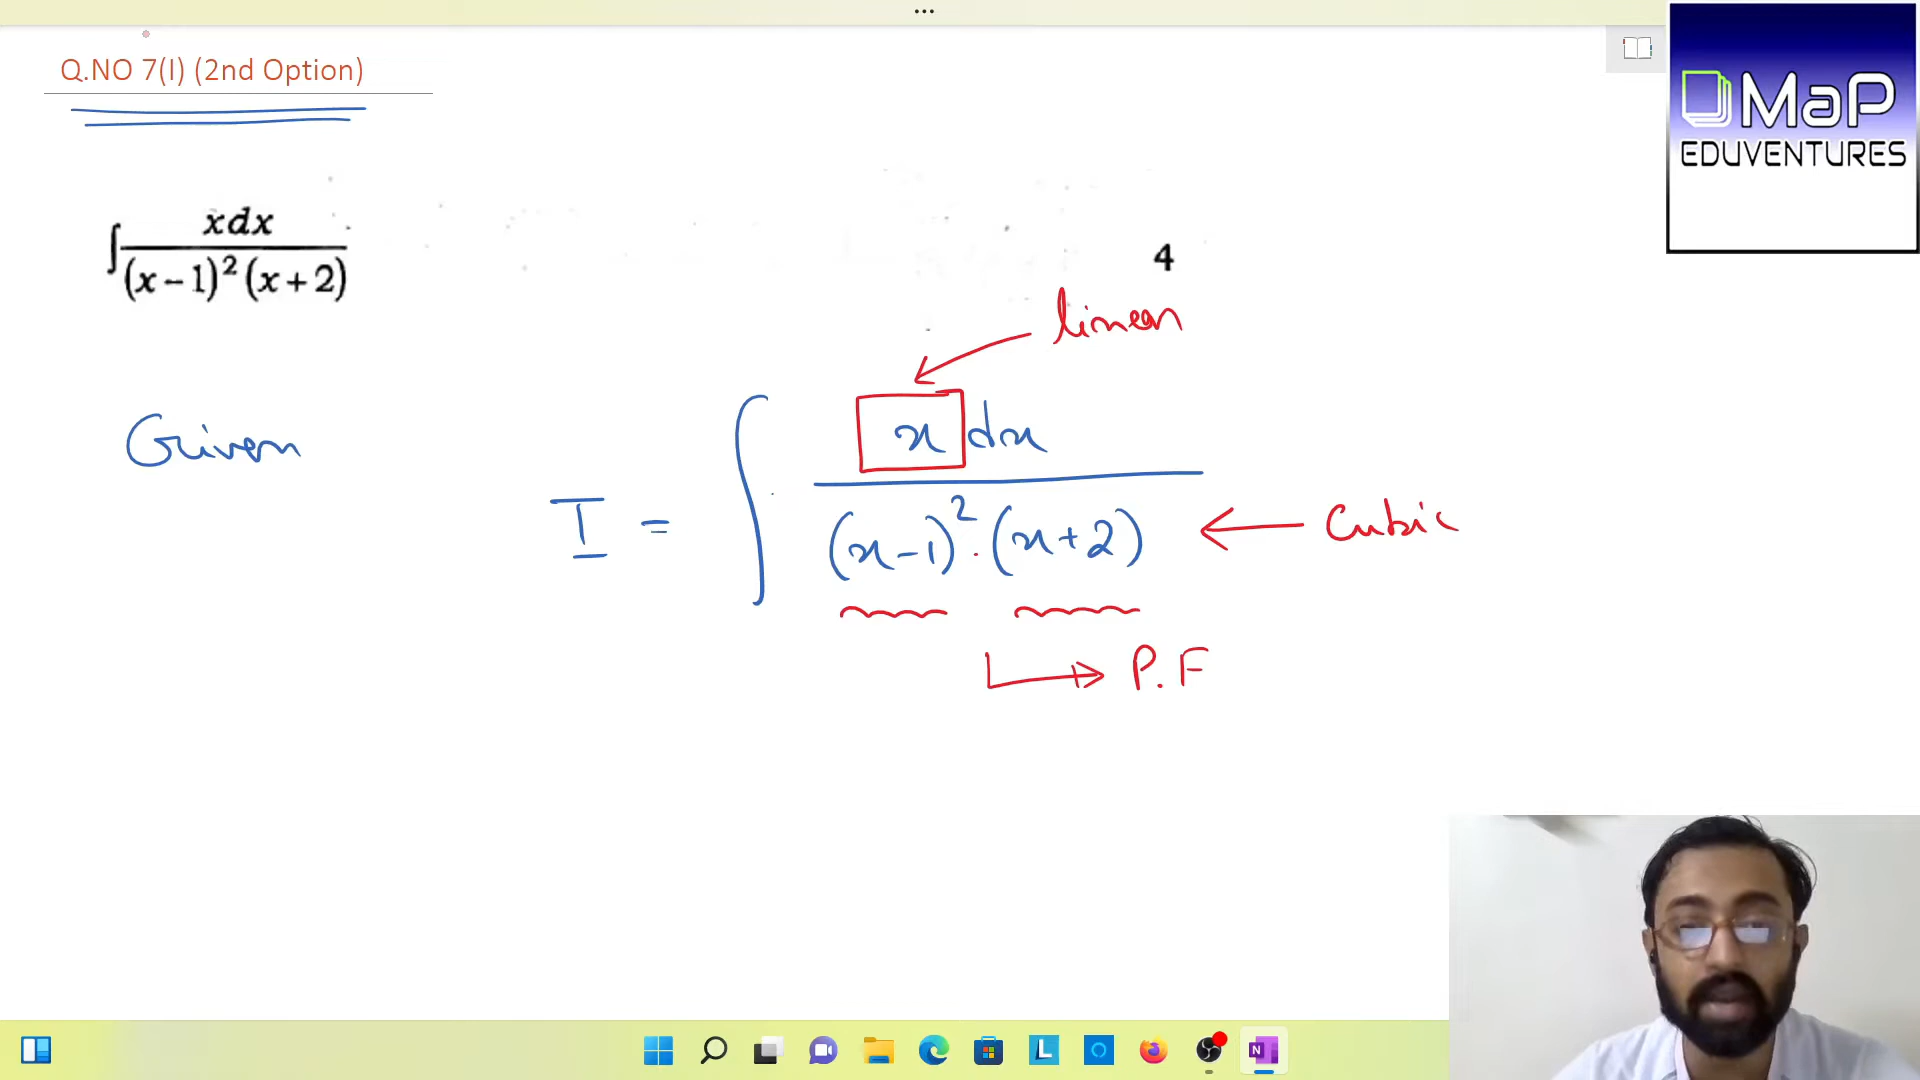 Q.NO 7(I) (2nd Option)
MaP
EDUVENTURES
∫ xdx / (x-1)² (x+2)
4
linear
Given
I = ∫ x dx / (x-1)² . (x+2)
Cubic
P.F